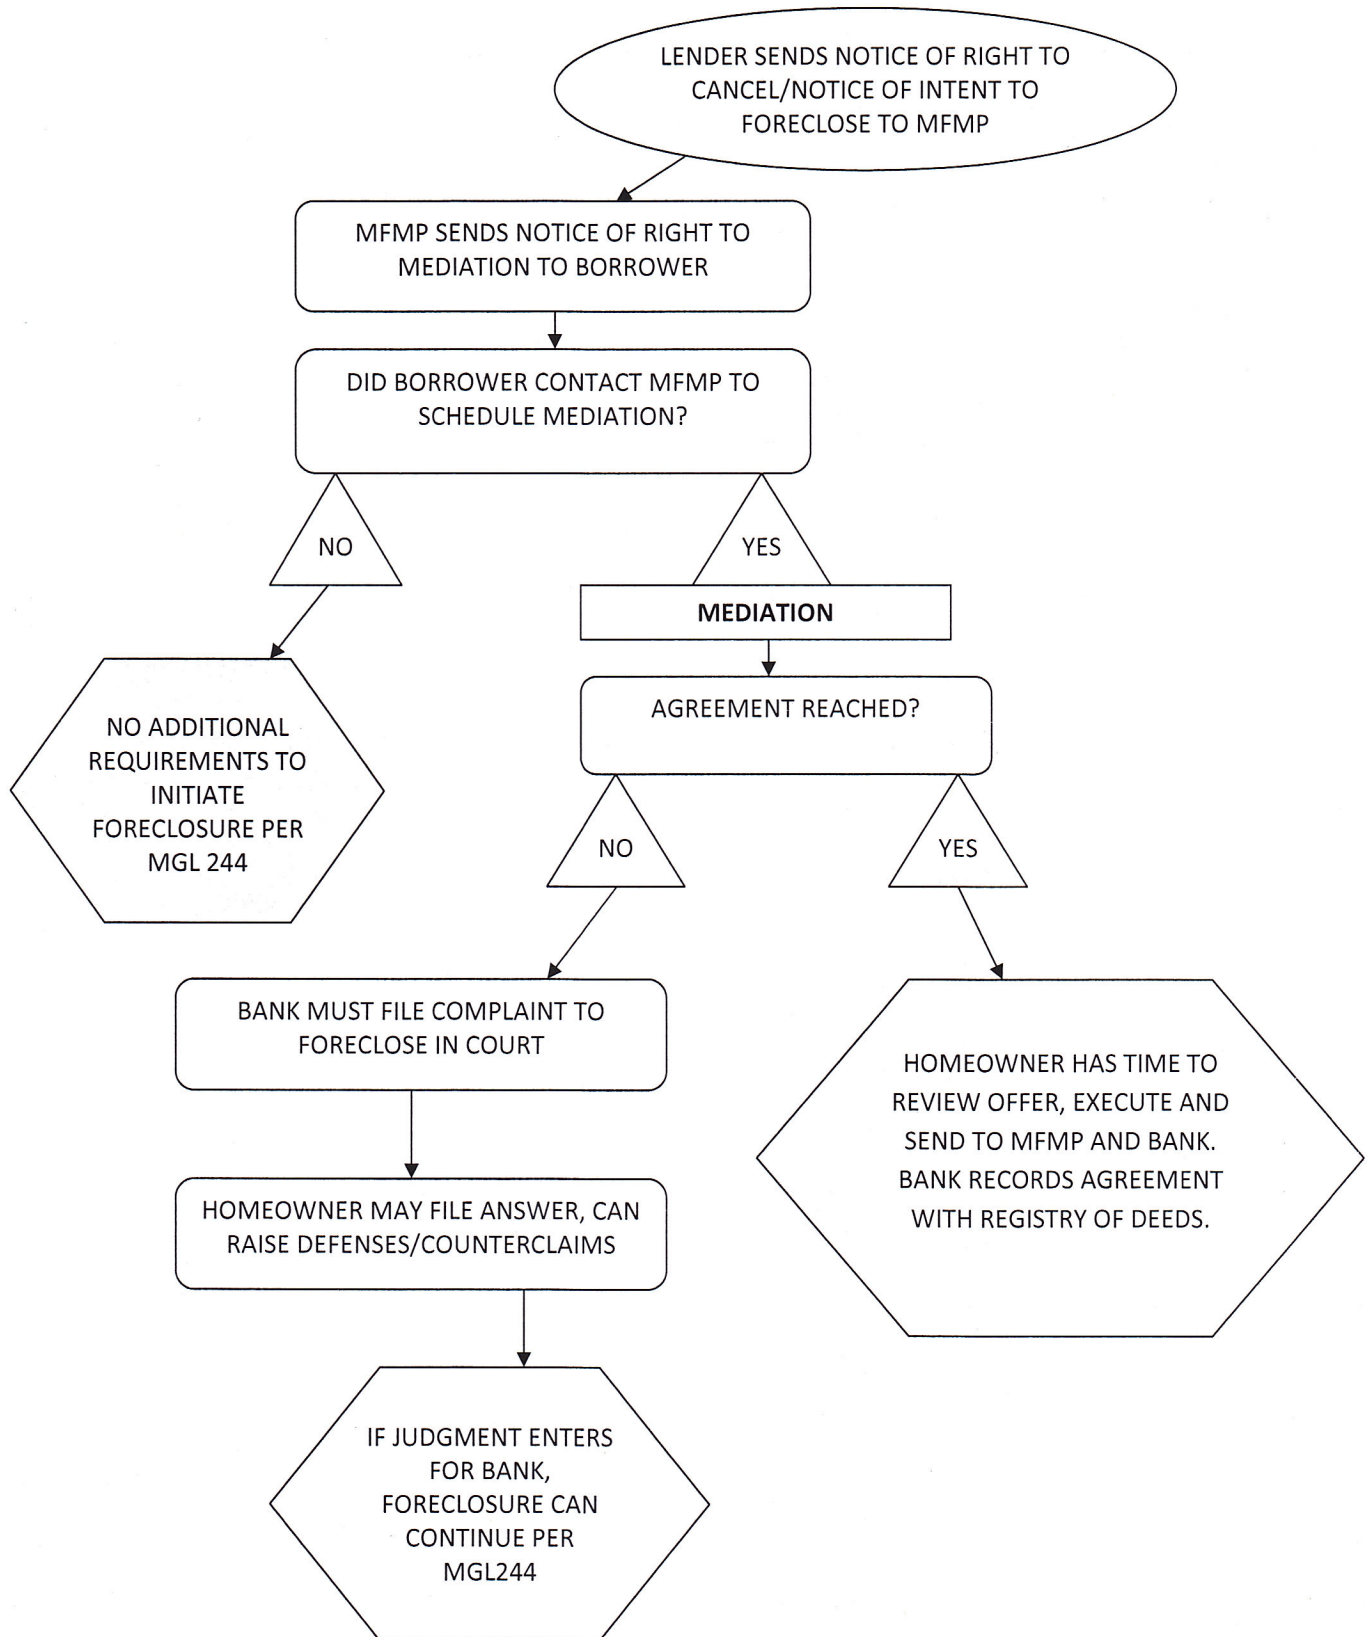 LENDER SENDS NOTICE OF RIGHT TO
CANCEL/NOTICE OF INTENT TO
FORECLOSE TO MFMP
MFMP SENDS NOTICE OF RIGHT TO
MEDIATION TO BORROWER
DID BORROWER CONTACT MFMP TO
SCHEDULE MEDIATION?
NO
YES
MEDIATION
AGREEMENT REACHED?
NO ADDITIONAL
REQUIREMENTS TO
INITIATE
FORECLOSURE PER
MGL 244
NO
YES
BANK MUST FILE COMPLAINT TO
FORECLOSE IN COURT
HOMEOWNER HAS TIME TO
REVIEW OFFER, EXECUTE AND
SEND TO MFMP AND BANK.
BANK RECORDS AGREEMENT
WITH REGISTRY OF DEEDS.
HOMEOWNER MAY FILE ANSWER, CAN
RAISE DEFENSES/COUNTERCLAIMS
IF JUDGMENT ENTERS
FOR BANK,
FORECLOSURE CAN
CONTINUE PER
MGL244